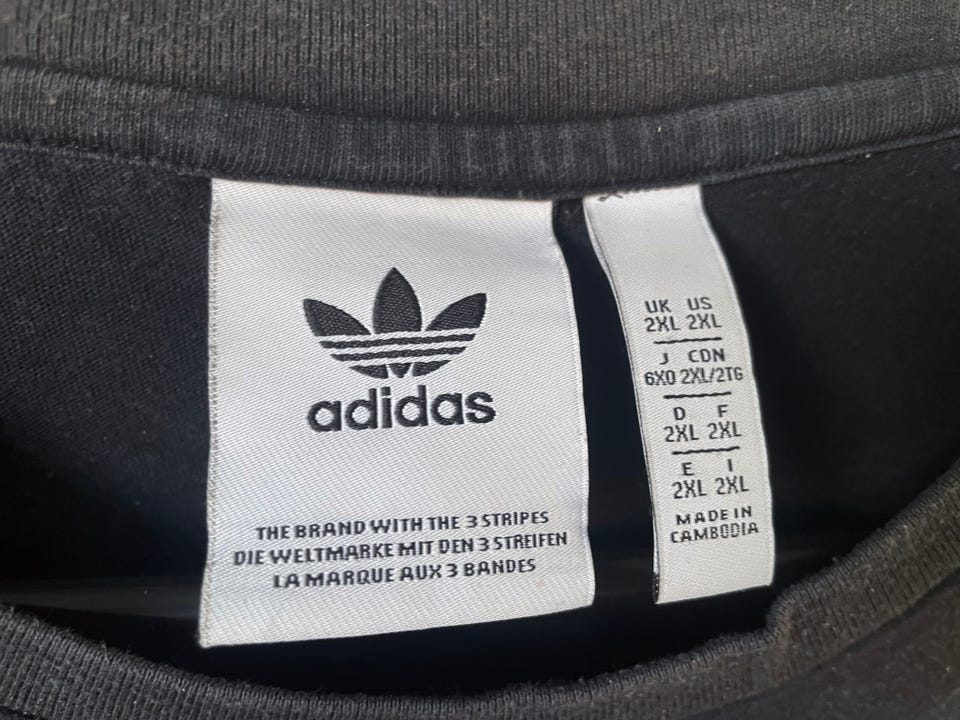 adidas
THE BRAND WITH THE 3 STRIPES
DIE WELTMARKE MIT DEN 3 STREIFEN
LA MARQUE AUX 3 BANDES
UK US
2XL 2XL
J CDN
6XO 2XL/2TG
D F
2XL 2XL
E I
2XL 2XL
MADE IN
CAMBODIA